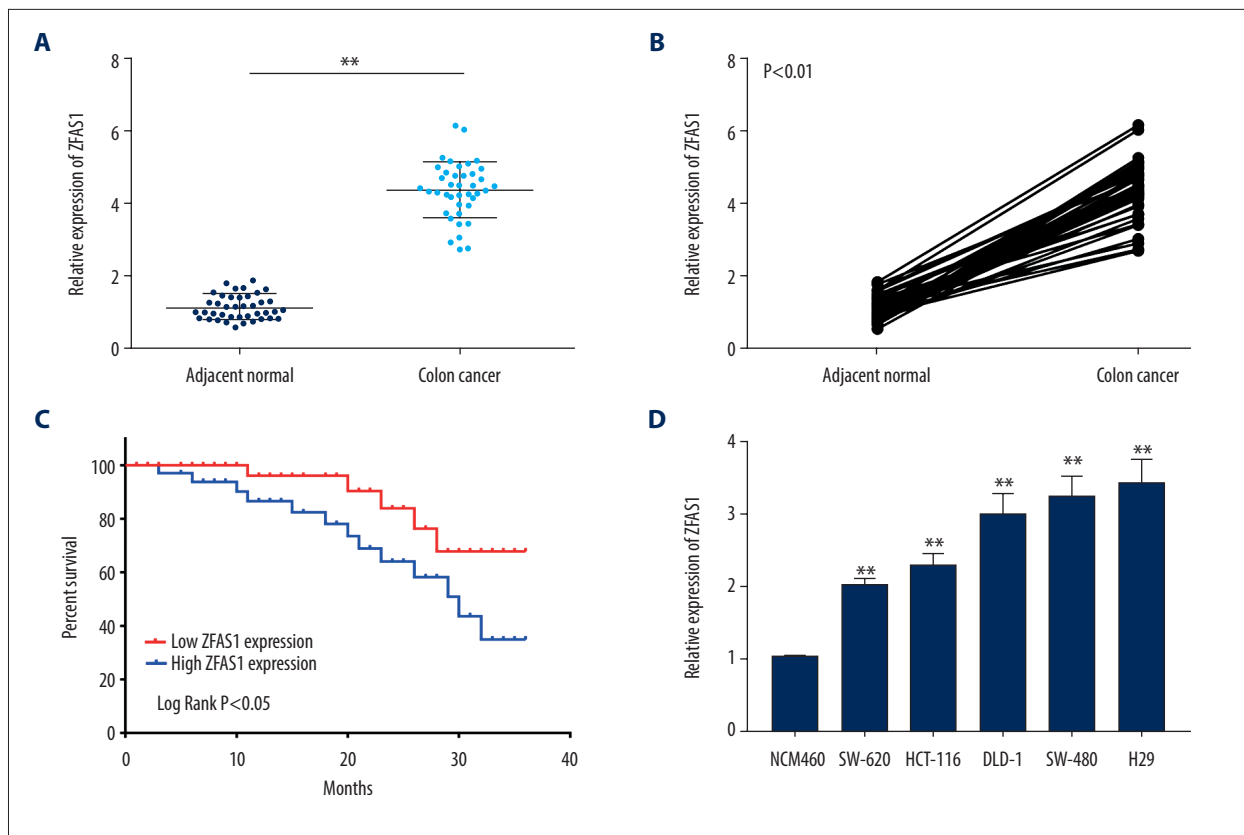 A
Relative expression of ZFAS1
8
6
4
2
0
**
Adjacent normal
Colon cancer
B
Relative expression of ZFAS1
8
6
4
2
0
P<0.01
Adjacent normal
Colon cancer
C
Percent survival
100
80
60
40
20
0
Low ZFAS1 expression
High ZFAS1 expression
Log Rank P<0.05
0 10 20 30 40
Months
D
Relative expression of ZFAS1
4
3
2
1
0
** ** ** ** **
NCM460 SW-620 HCT-116 DLD-1 SW-480 H29